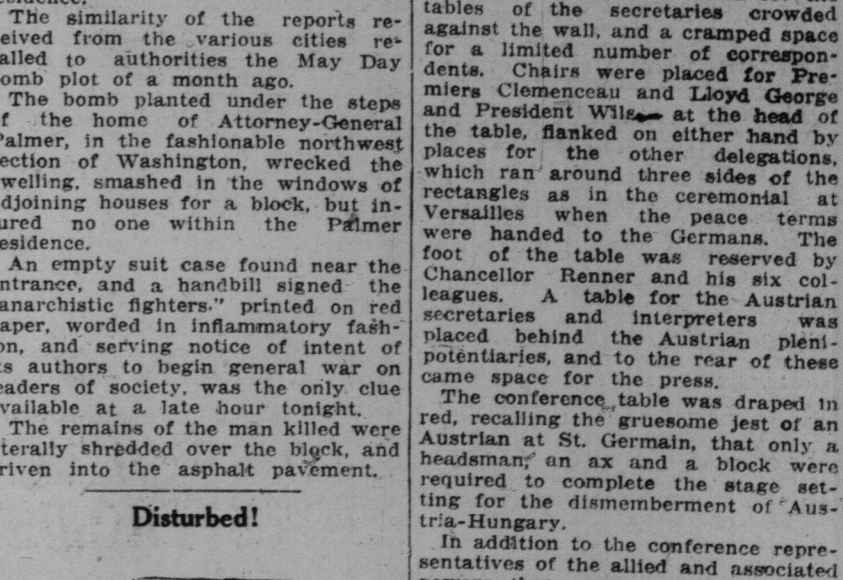 The similarity of the reports re-
eived from the various cities re-
alled to authorities the May Day
omb plot of a month ago.
The bomb planted under the steps
f the home of Attorney-General
Palmer, in the fashionable northwest
ection of Washington, wrecked the
welling, smashed in the windows of
djoining houses for a block, but in-
ured no one within the Palmer
esidence.
An empty suit case found near the
ntrance, and a handbill signed the
anarchistic fighters." printed on red
aper, worded in inflammatory fash-
on, and serving notice of intent of
ts authors to begin general war on
eaders of society, was the only clue
vailable at a late hour tonight.
The remains of the man killed were
iterally shredded over the block, and
riven into the asphalt pavement.
Disturbed!
tables of the secretaries crowded
against the wall, and a cramped space
for a limited number of correspon-
dents. Chairs were placed for Pre-
miers Clemenceau and Lloyd George
and President at the head of
the table, flanked on either hand by
places for the other delegations,
which ran around three sides of the
rectangles as in the ceremonial at
Versailles when the peace terms
were handed to the Germans. The
foot of the table was reserved by
Chancellor Renner and his six col-
leagues. A table for the Austrian
secretaries and interpreters was
placed behind the Austrian pleni-
potentiaries, and to the rear of these
came space for the press.
The conference table was draped in
red, recalling the gruesome jest of an
Austrian at St. Germain, that only a
headsman, an ax and a block were
required to complete the stage set-
ting for the dismemberment of Aus-
tria-Hungary.
In addition to the conference repre-
sentatives of the allied and associated